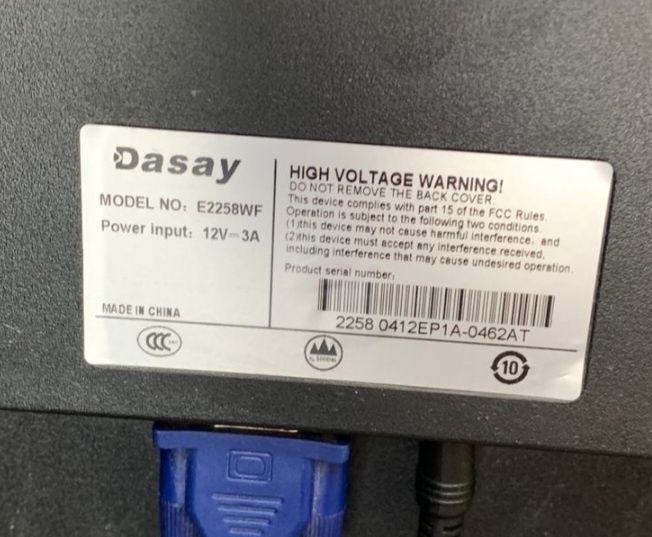 Dasay
MODEL NO: E2258WF
Power input: 12V⎓3A
MADE IN CHINA
HIGH VOLTAGE WARNING!
DO NOT REMOVE THE BACK COVER.
This device complies with part 15 of the FCC Rules.
Operation is subject to the following two conditions.
(1)this device may not cause harmful interference, and
(2)this device must accept any interference.received,
including interference that may cause undesired operation.
Product serial number:
2258 0412EP1A-0462AT
CCC
10